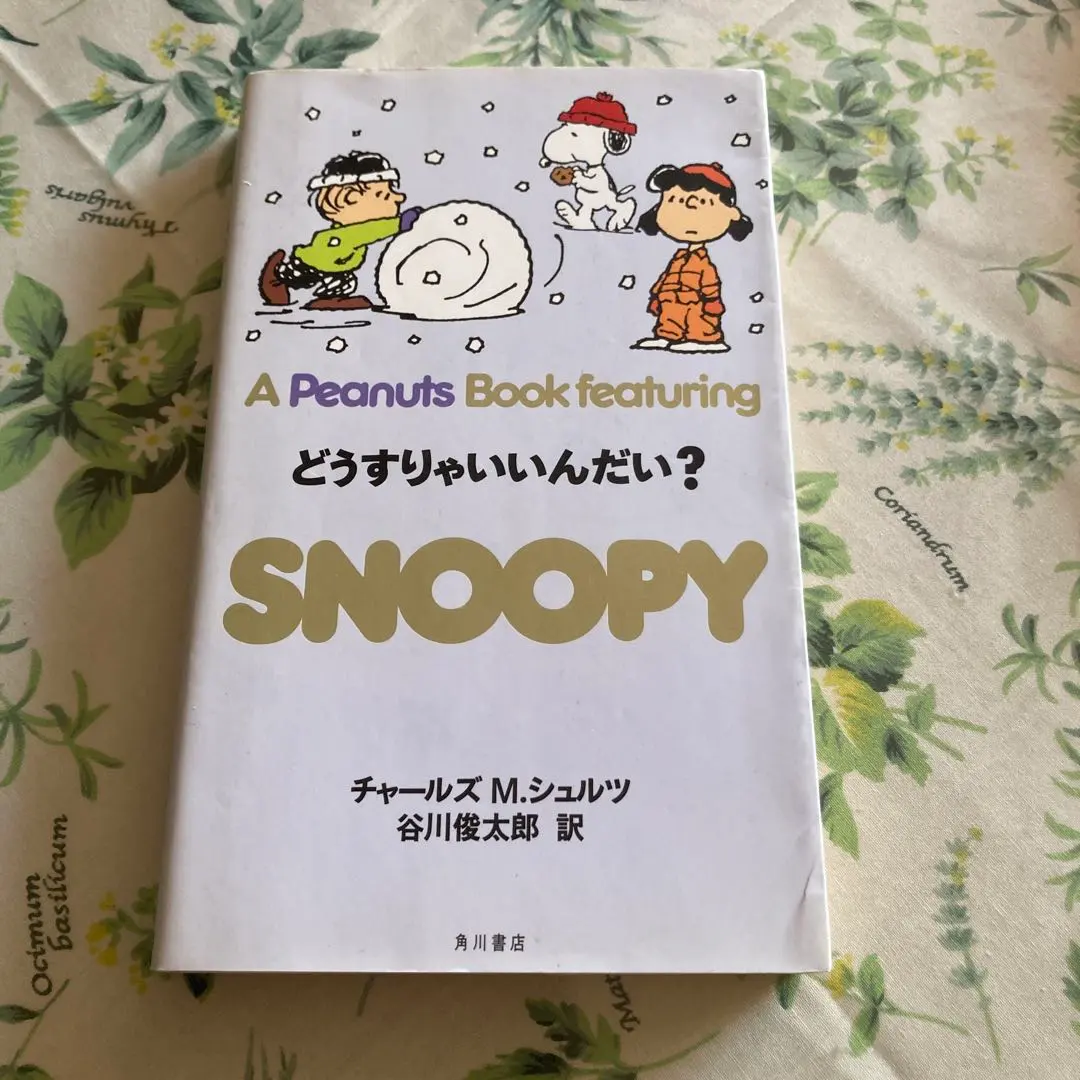 A Peanuts Book featuring
どうすりゃいいんだい？
SNOOPY
チャールズ M.シュルツ
谷川俊太郎 訳
角川書店
Thymus
vulgaris
Coriandrum
Ocimum
basilicum